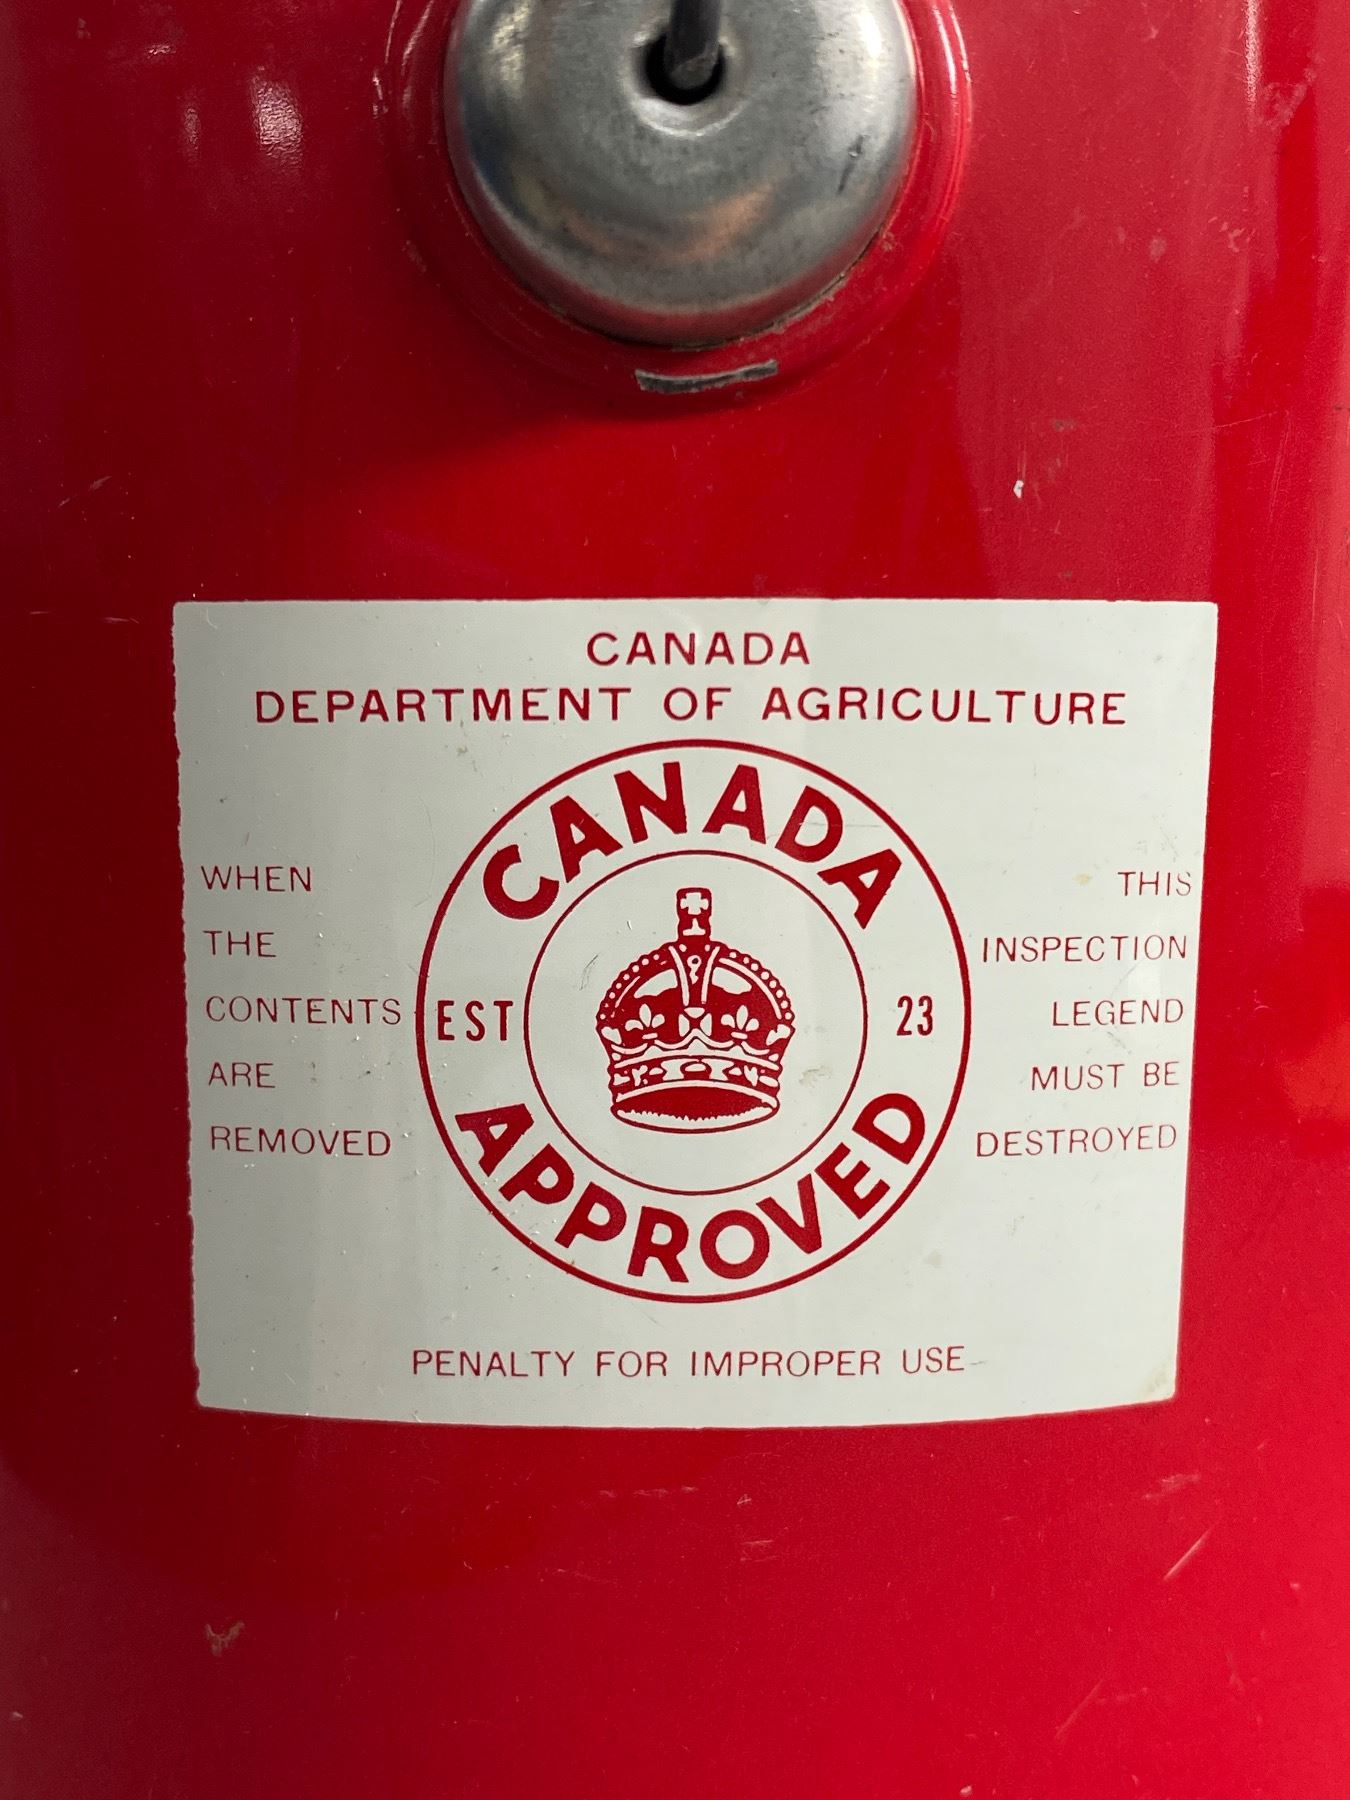 CANADA
DEPARTMENT OF AGRICULTURE
CANADA
EST 23
APPROVED
WHEN
THE
CONTENTS
ARE
REMOVED
THIS
INSPECTION
LEGEND
MUST BE
DESTROYED
PENALTY FOR IMPROPER USE